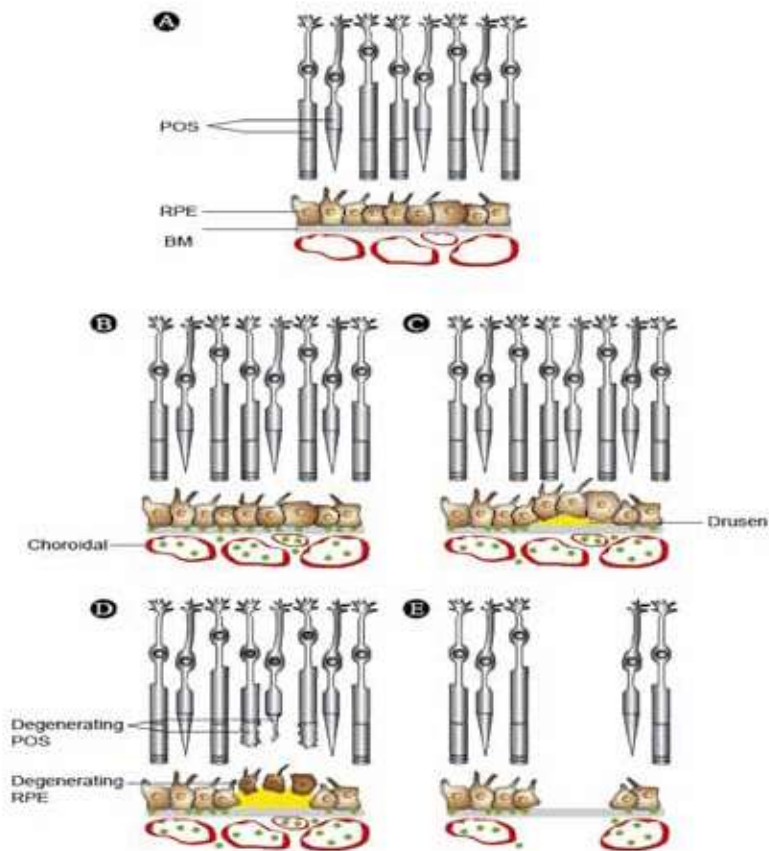 A
POS
RPE
BM
B
C
Choroidal
Drusen
D
E
Degenerating
POS
Degenerating
RPE